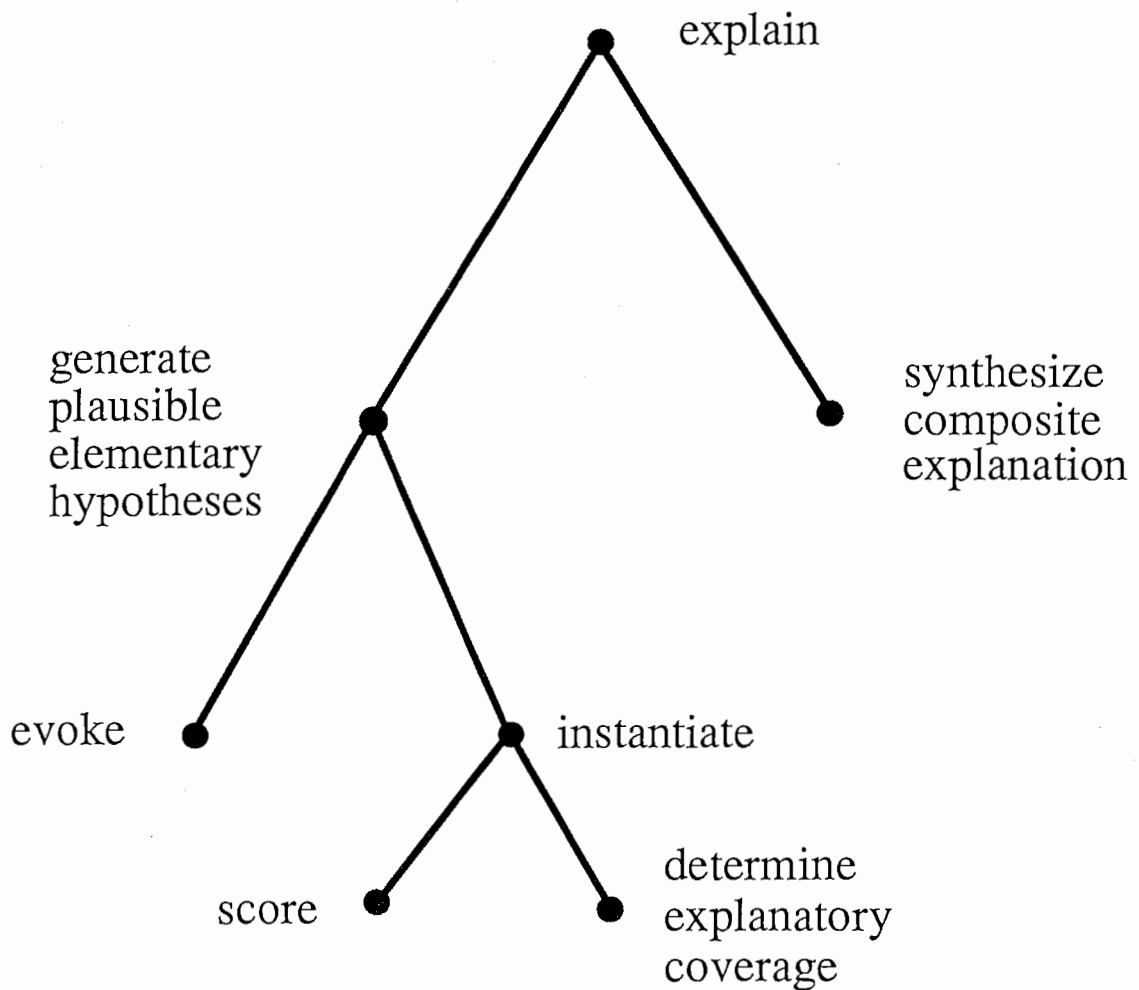 explain
generate
plausible
elementary
hypotheses
synthesize
composite
explanation
evoke
instantiate
score
determine
explanatory
coverage